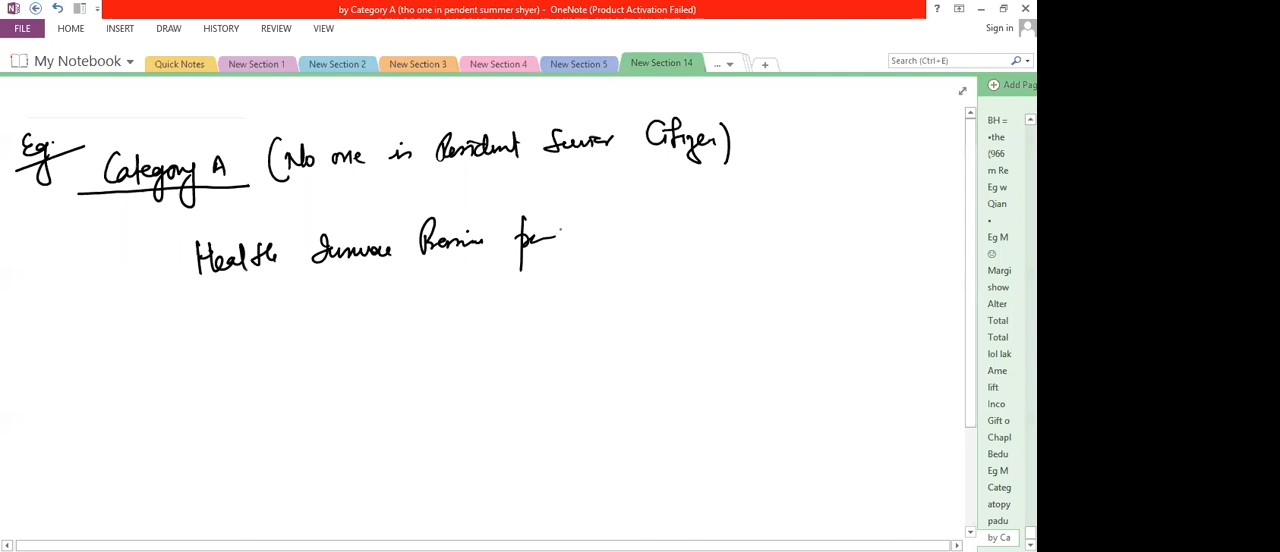 by Category A (tho one in pendent summer shyer) - OneNote (Product Activation Failed)
?
Sign in
FILE HOME INSERT DRAW HISTORY REVIEW VIEW
My Notebook
Quick Notes New Section 1 New Section 2 New Section 3 New Section 4 New Section 5 New Section 14 ... +
Search (Ctrl+E)
Add Pag
Eg:
Category A (No one is Resident Senior Citizen)
Health Insurance Premium
BH =
•the
(966
m Re
Eg w
Qian
•
Eg M
☹
Margi
show
Alter
Total
Total
lol lak
Ame
lift
Inco
Gift o
Chapl
Bedu
Eg M
Categ
atopy
padu
by Ca